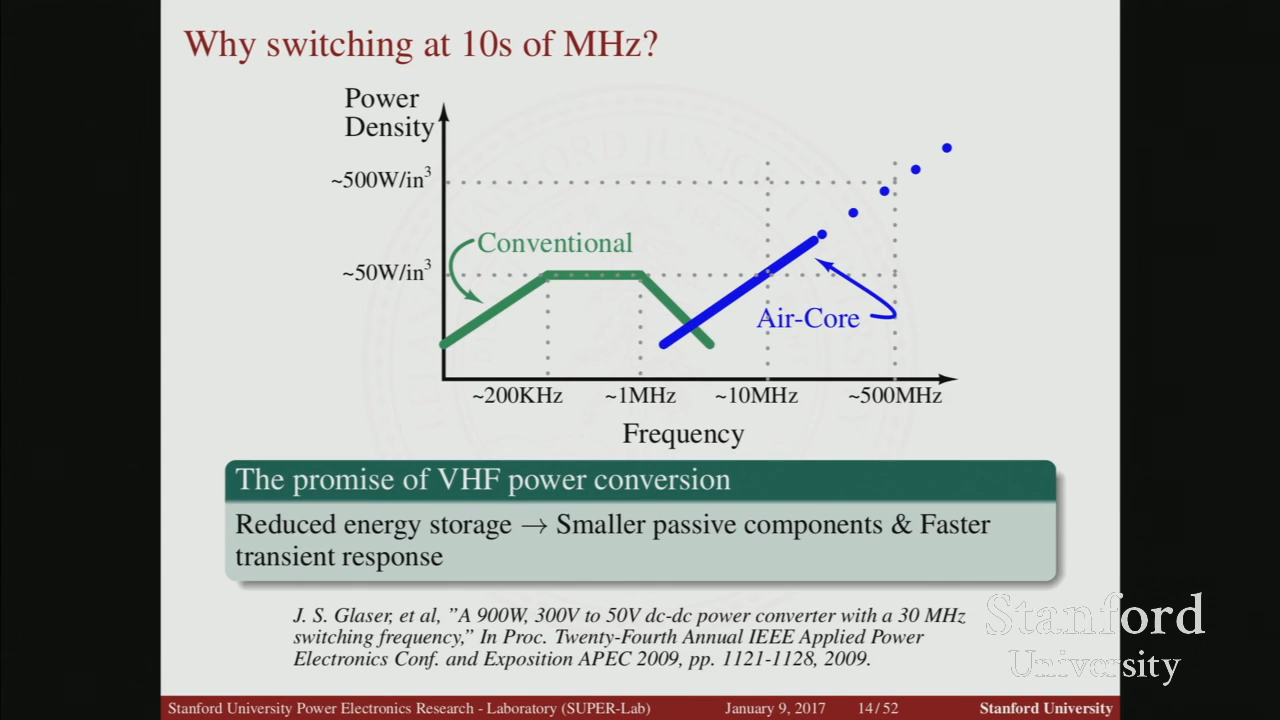 Why switching at 10s of MHz?
Power
Density
~500W/in³
~50W/in³
Conventional
Air-Core
~200KHz
~1MHz
~10MHz
~500MHz
Frequency
The promise of VHF power conversion
Reduced energy storage → Smaller passive components & Faster
transient response
J. S. Glaser, et al, ”A 900W, 300V to 50V dc-dc power converter with a 30 MHz
switching frequency,” In Proc. Twenty-Fourth Annual IEEE Applied Power
Electronics Conf. and Exposition APEC 2009, pp. 1121-1128, 2009.
Stanford
University
Stanford University Power Electronics Research - Laboratory (SUPER-Lab)
January 9, 2017
14/52
Stanford University